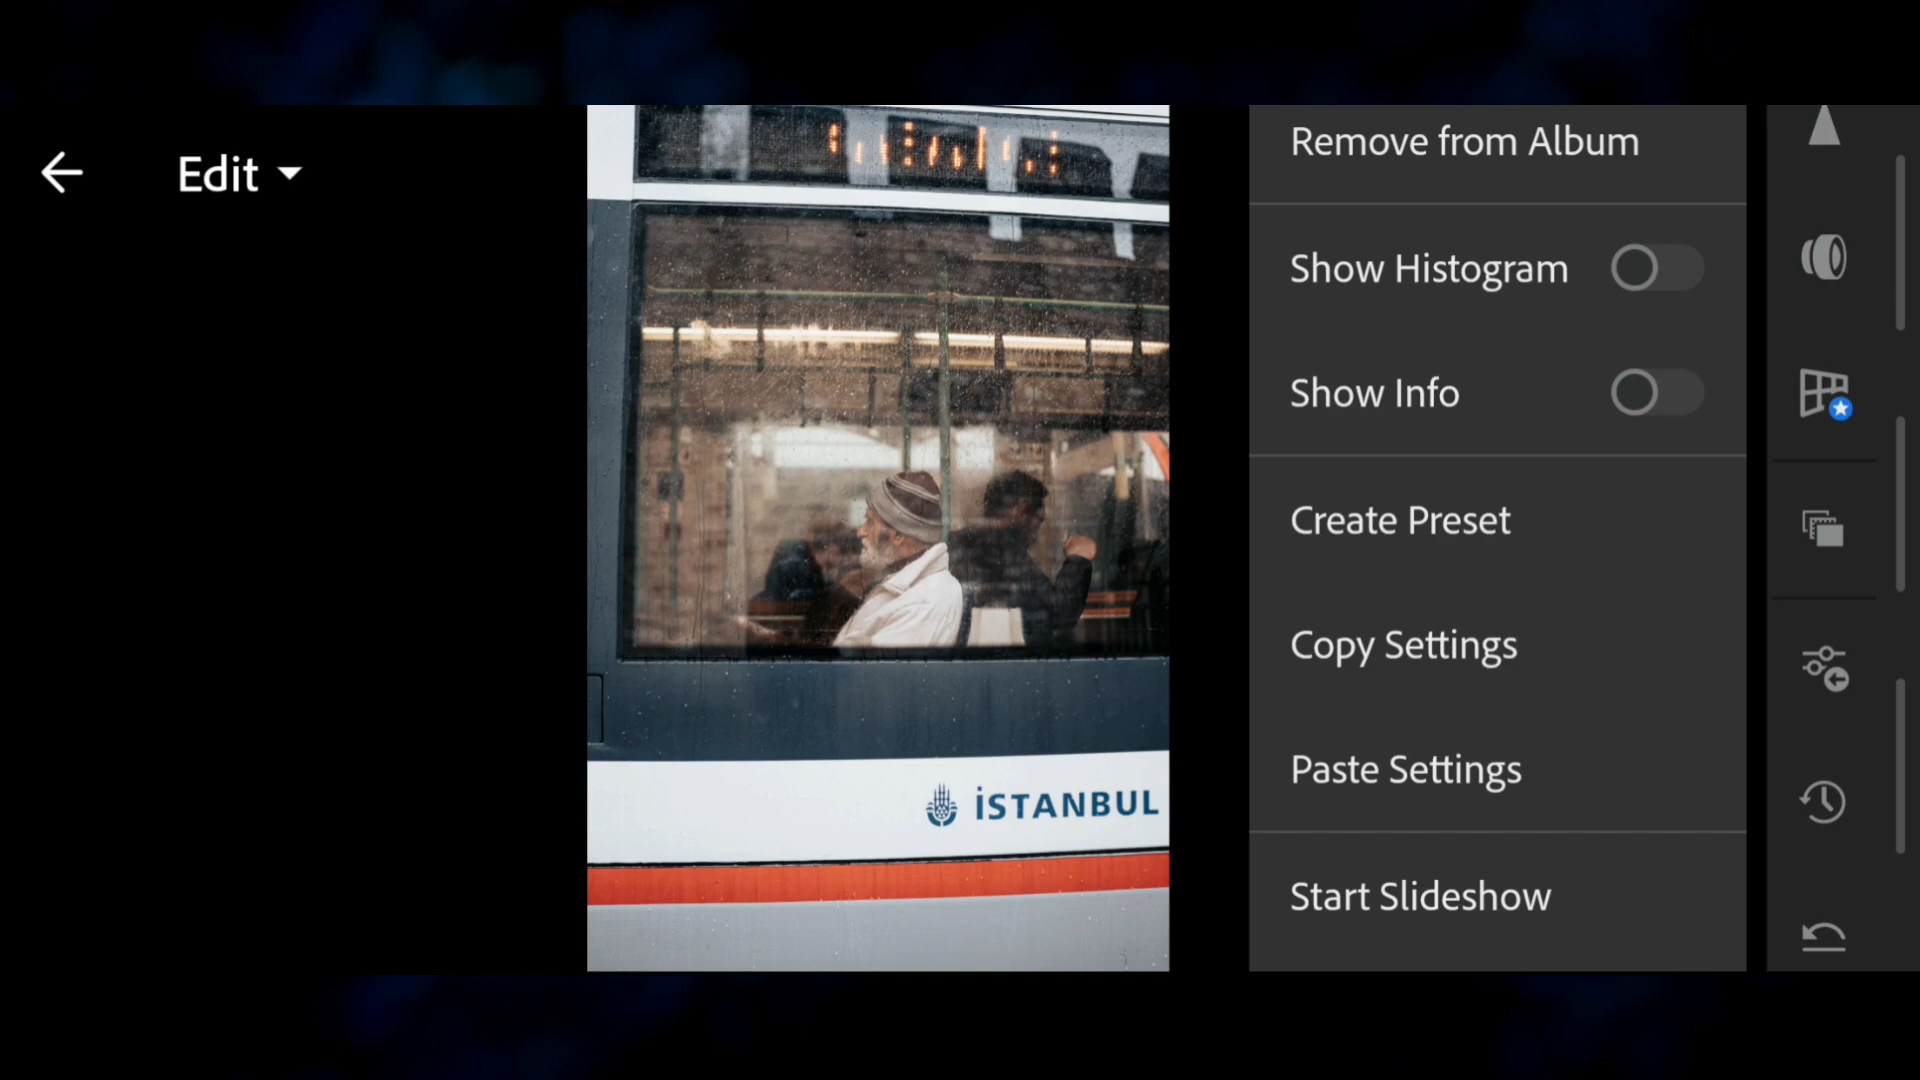 Edit
Remove from Album
Show Histogram
Show Info
Create Preset
Copy Settings
Paste Settings
Start Slideshow
İSTANBUL